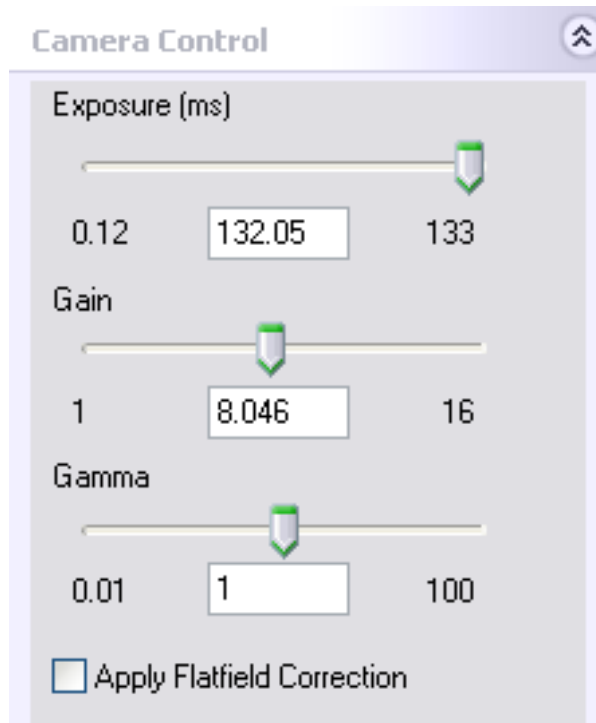 Camera Control
Exposure (ms)
0.12 132.05 133
Gain
1 8.046 16
Gamma
0.01 1 100
Apply Flatfield Correction